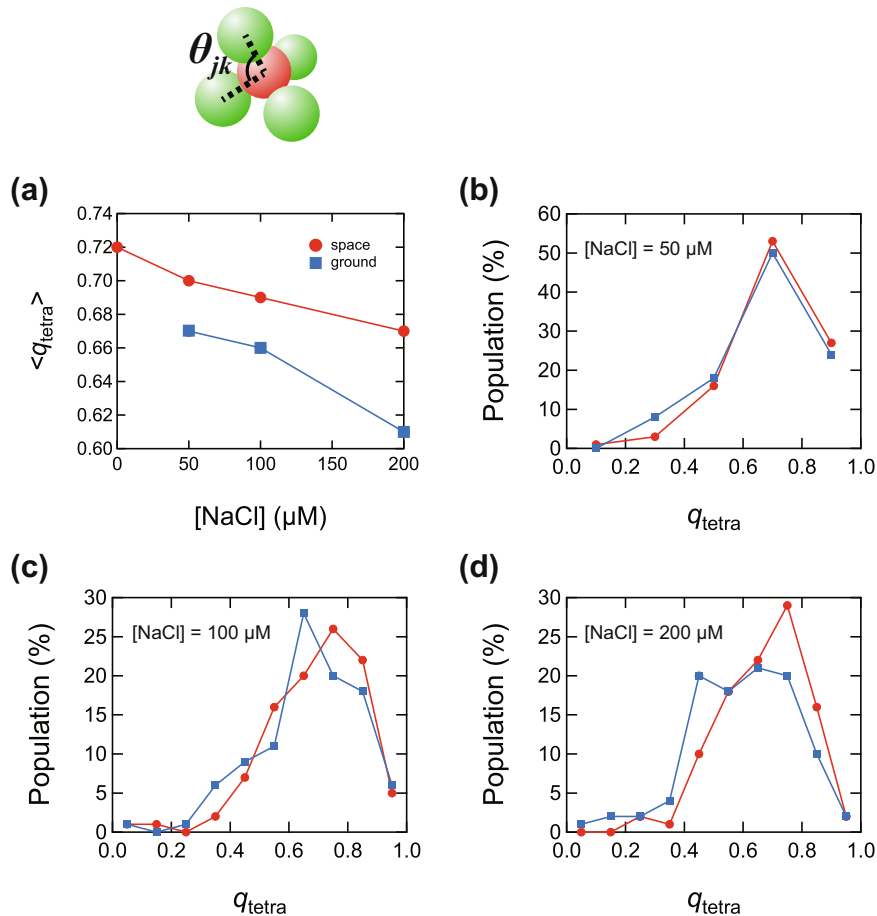 θjk
(a)
0.74
0.72
0.70
0.68
0.66
0.64
0.62
0.60
<qtetra>
space
ground
0 50 100 150 200
[NaCl] (µM)
(b)
60
50
40
30
20
10
0
Population (%)
[NaCl] = 50 µM
0.0 0.2 0.4 0.6 0.8 1.0
qtetra
(c)
30
25
20
15
10
5
0
Population (%)
[NaCl] = 100 µM
0.0 0.2 0.4 0.6 0.8 1.0
qtetra
(d)
30
25
20
15
10
5
0
Population (%)
[NaCl] = 200 µM
0.0 0.2 0.4 0.6 0.8 1.0
qtetra